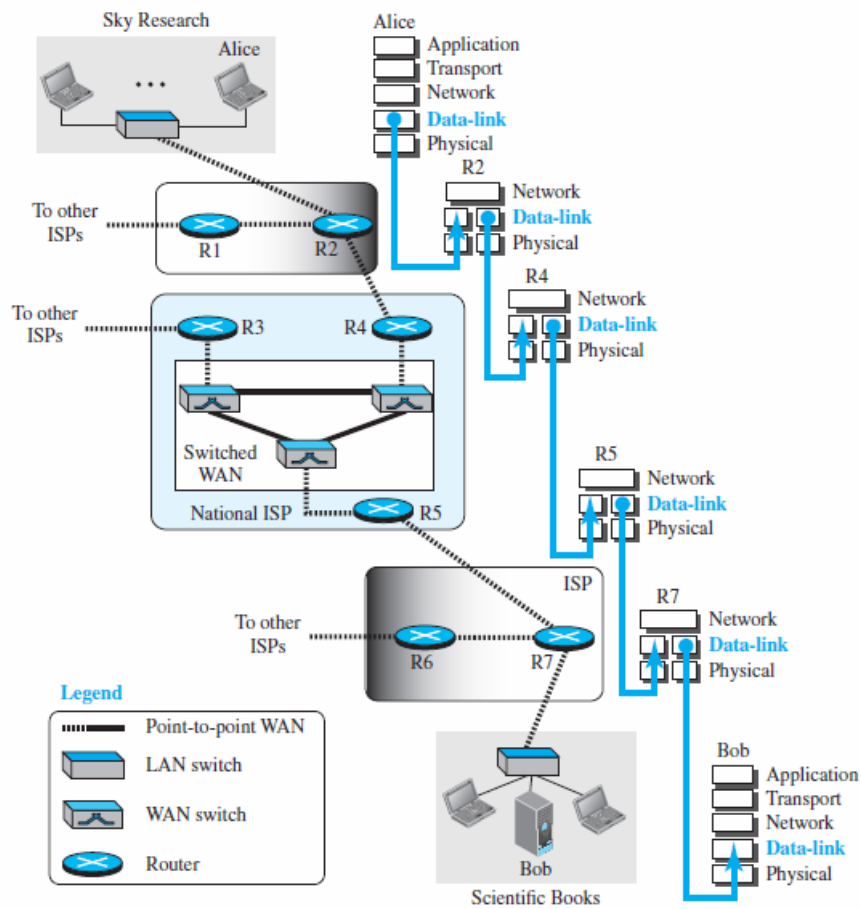 Sky Research
Alice
Alice
Application
Transport
Network
Data-link
Physical
R2
Network
Data-link
Physical
To other
ISPs
R1
R2
R4
Network
Data-link
Physical
To other
ISPs
R3
R4
Switched
WAN
National ISP
R5
R5
Network
Data-link
Physical
ISP
To other
ISPs
R6
R7
R7
Network
Data-link
Physical
Legend
Point-to-point WAN
LAN switch
WAN switch
Router
Bob
Scientific Books
Bob
Application
Transport
Network
Data-link
Physical